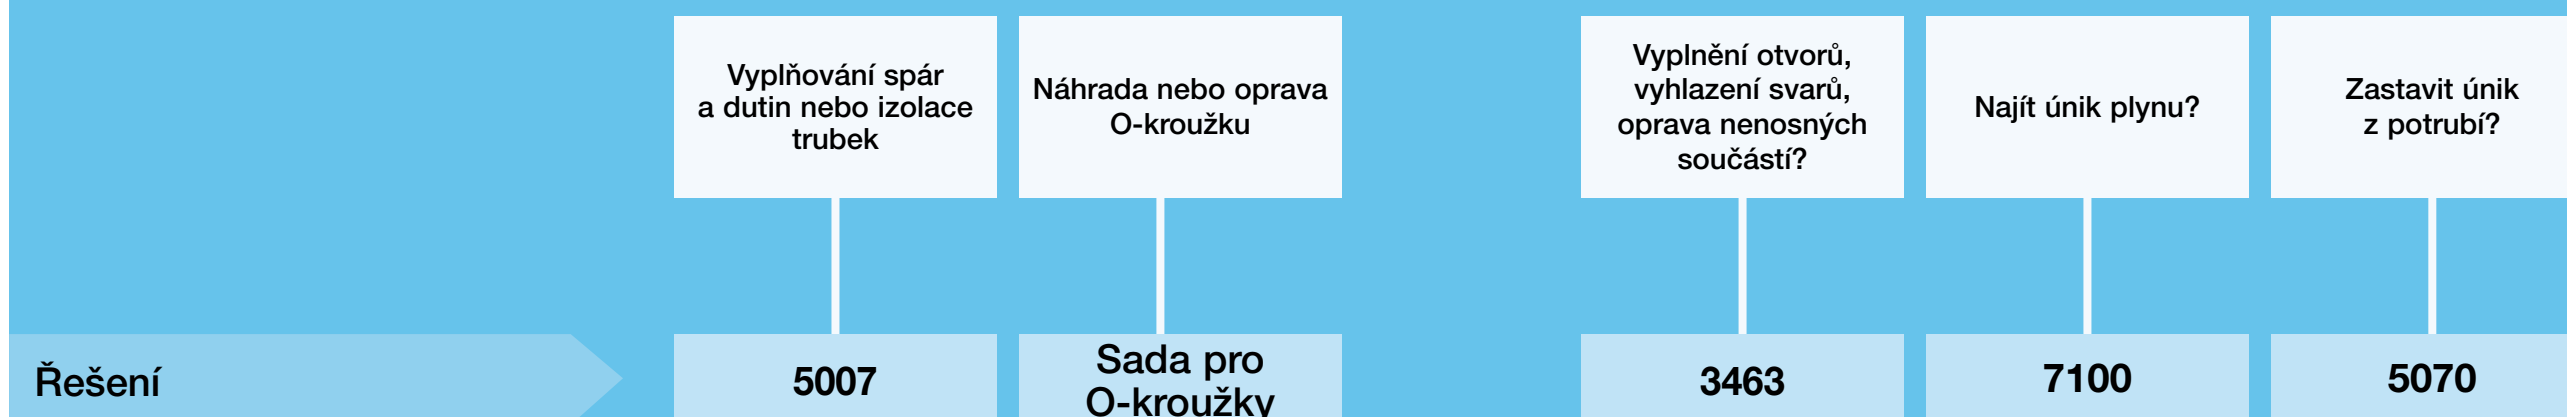 Vyplňování spár
a dutin nebo izolace
trubek
Náhrada nebo oprava
O-kroužku
Vyplnění otvorů,
vyhlazení svarů,
oprava nenosných
součástí?
Najít únik plynu?
Zastavit únik
z potrubí?
Řešení
5007
Sada pro
O-kroužky
3463
7100
5070